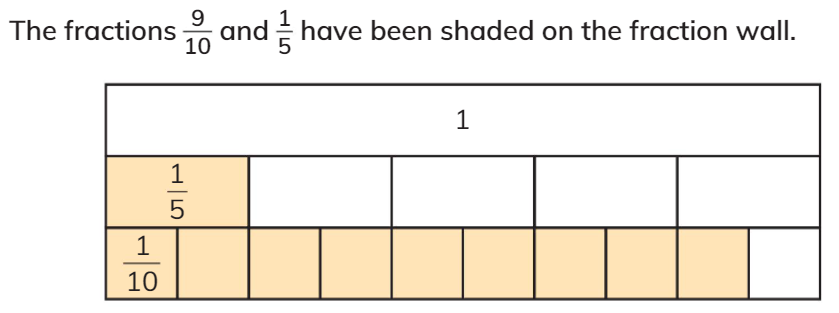 The fractions 9/10 and 1/5 have been shaded on the fraction wall.
1
1/5
1/10